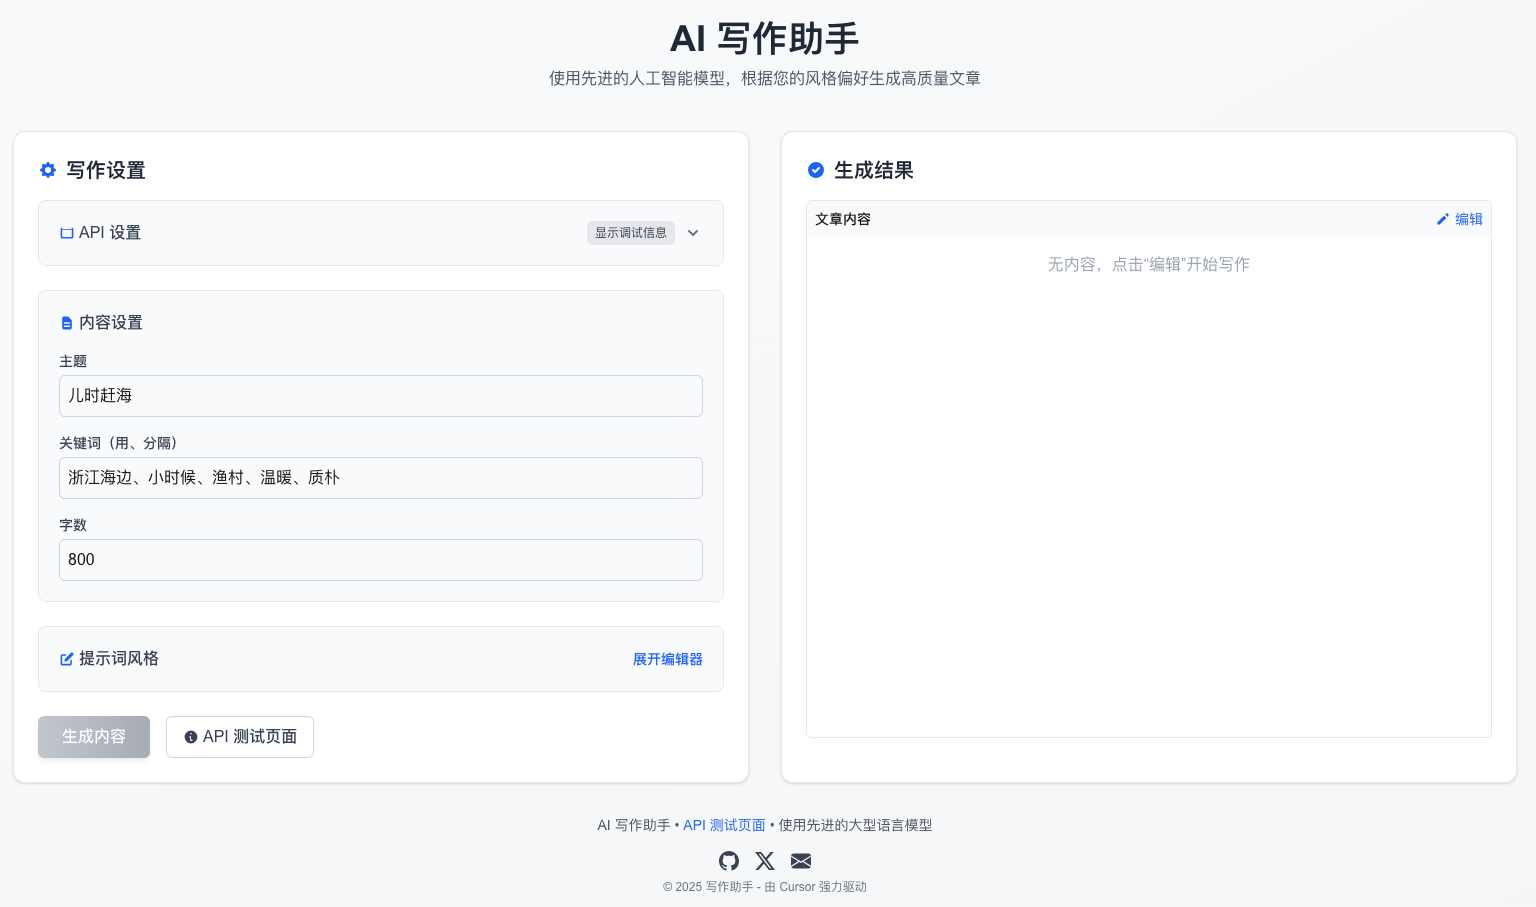 AI 写作助手
使用先进的人工智能模型，根据您的风格偏好生成高质量文章
写作设置
API 设置
显示调试信息
内容设置
主题
儿时赶海
关键词（用、分隔）
浙江海边、小时候、渔村、温暖、质朴
字数
800
提示词风格
展开编辑器
生成内容
API 测试页面
生成结果
文章内容
编辑
无内容，点击“编辑”开始写作
AI 写作助手 • API 测试页面 • 使用先进的大型语言模型
© 2025 写作助手 - 由 Cursor 强力驱动